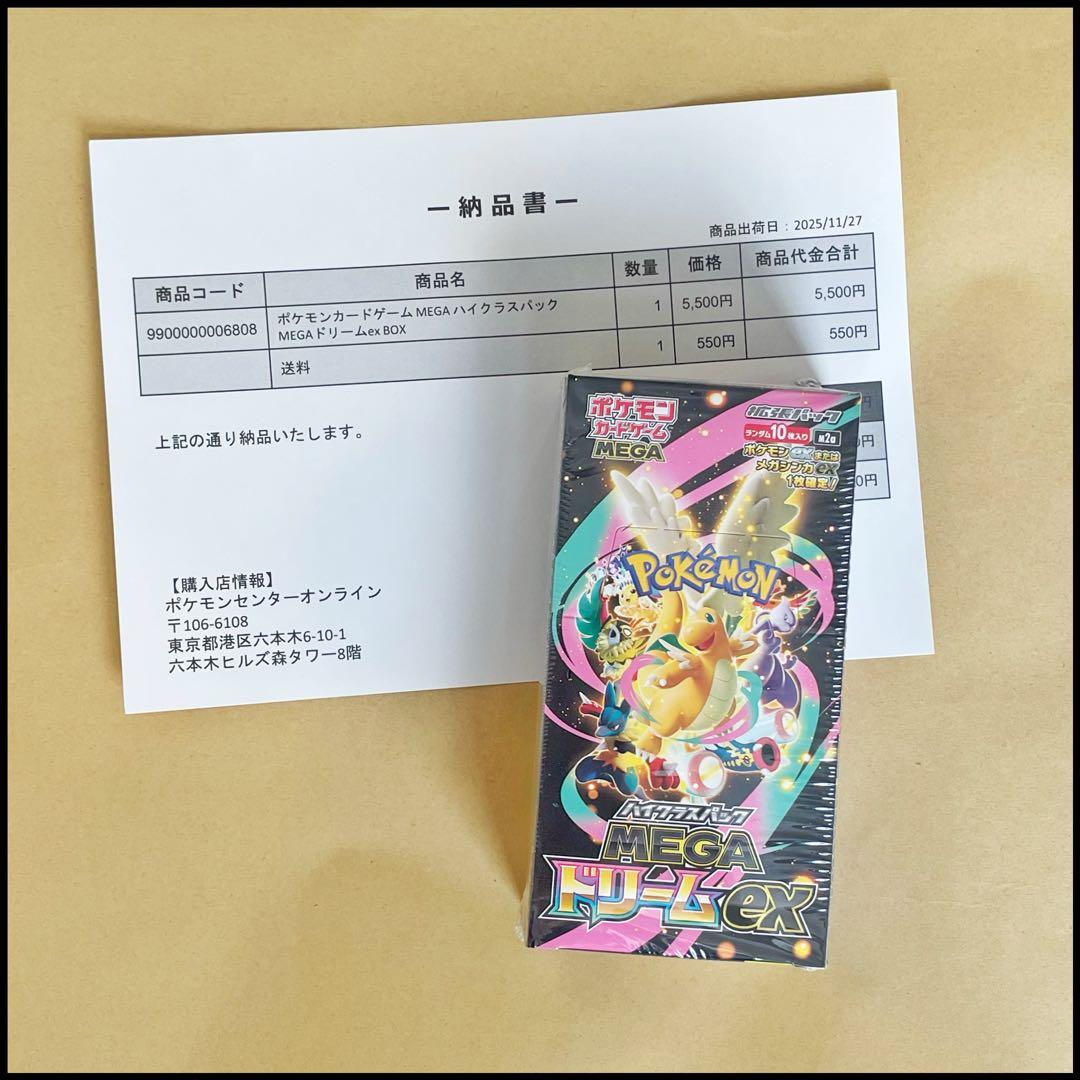 ー納品書ー
商品出荷日：2025/11/27
商品コード 商品名 数量 価格 商品代金合計
9900000006808 ポケモンカードゲーム MEGA ハイクラスパック 1 5,500円 5,500円
MEGAドリームex BOX
送料 1 550円 550円
円
円
0円
上記の通り納品いたします。
【購入店情報】
ポケモンセンターオンライン
〒106-6108
東京都港区六本木6-10-1
六本木ヒルズ森タワー8階
ポケモン
カードゲーム
MEGA
拡張パック
ランダム10枚入り M2a
ポケモンexまたは
メガシンカex
1枚確定!
POKéMON
ハイクラスパック
MEGA
ドリームex